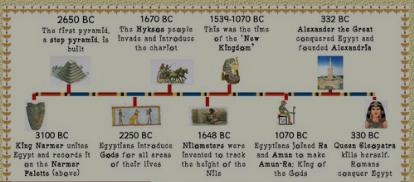 2650 BC
The first pyramid,
a step pyramid, is
built
1670 BC
The Hyksos people
invade and introduce
the chariot
1539-1070 BC
This was the time
of the "New
Kingdom"
332 BC
Alexander the Great
conquered Egypt and
founded Alexandria
3100 BC
King Narmer unites
Egypt and records it
on the Narmer
Palette (above)
2250 BC
Egyptians introduce
Gods for all areas
of their lives
1648 BC
Nilometers were
invented to track
the height of the
Nile
1070 BC
Egyptians joined Ra
and Amun to make
Amun-Ra: King of
the Gods
330 BC
Queen Cleopatra
kills herself.
Romans
conquer Egypt